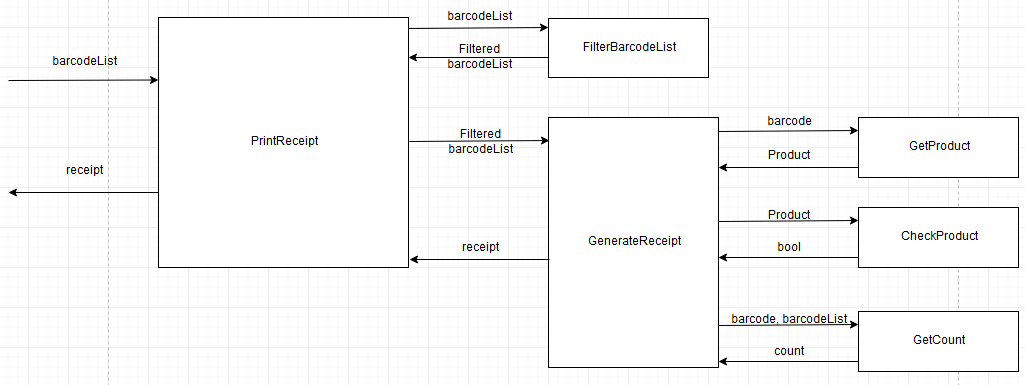 barcodeList
receipt
PrintReceipt
barcodeList
Filtered
barcodeList
FilterBarcodeList
Filtered
barcodeList
receipt
GenerateReceipt
barcode
Product
GetProduct
Product
bool
CheckProduct
barcode, barcodeList
count
GetCount